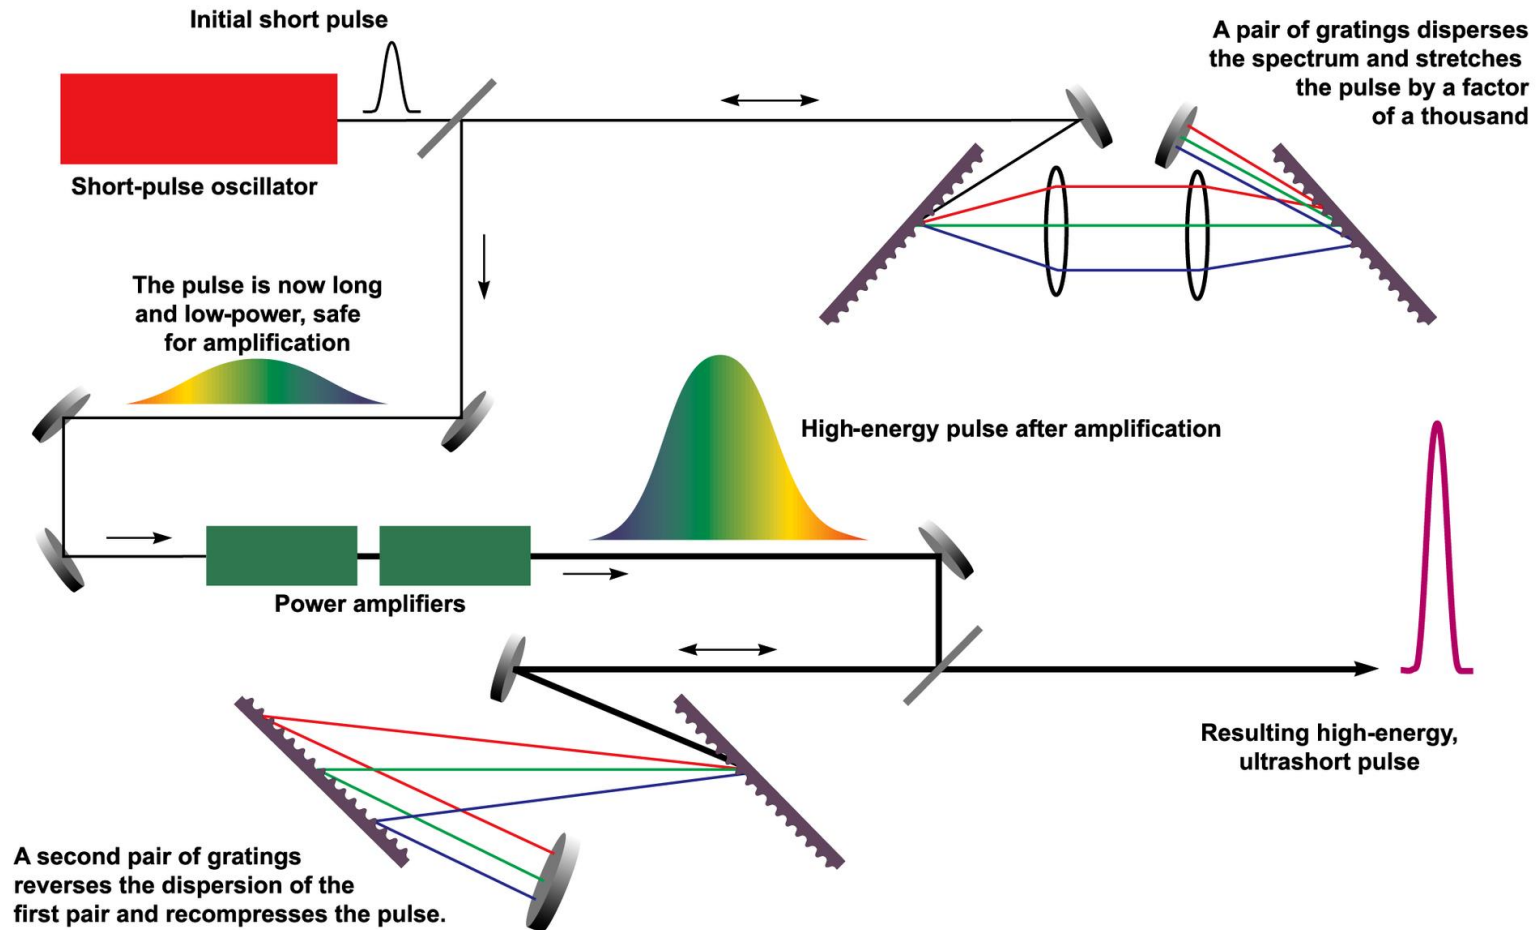 Initial short pulse
A pair of gratings disperses
the spectrum and stretches
the pulse by a factor
of a thousand
Short-pulse oscillator
The pulse is now long
and low-power, safe
for amplification
High-energy pulse after amplification
Power amplifiers
Resulting high-energy,
ultrashort pulse
A second pair of gratings
reverses the dispersion of the
first pair and recompresses the pulse.